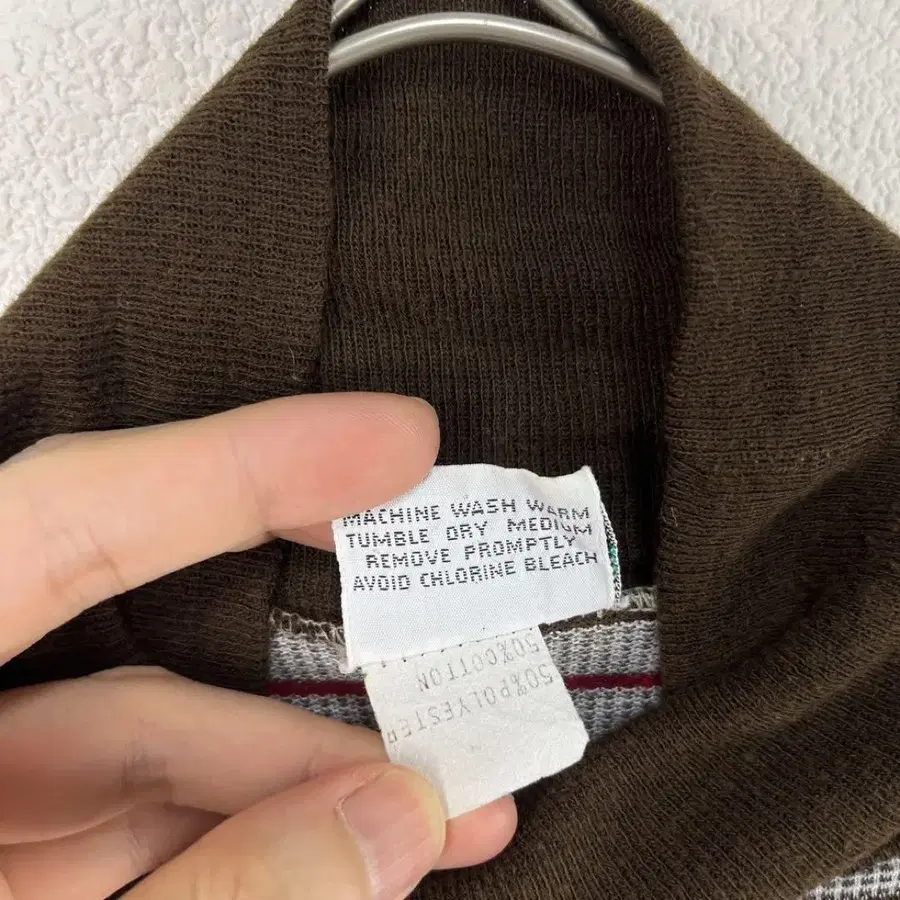 MACHINE WASH WARM
TUMBLE DRY MEDIUM
REMOVE PROMPTLY
AVOID CHLORINE BLEACH
50%POLYESTER
50%COTTON